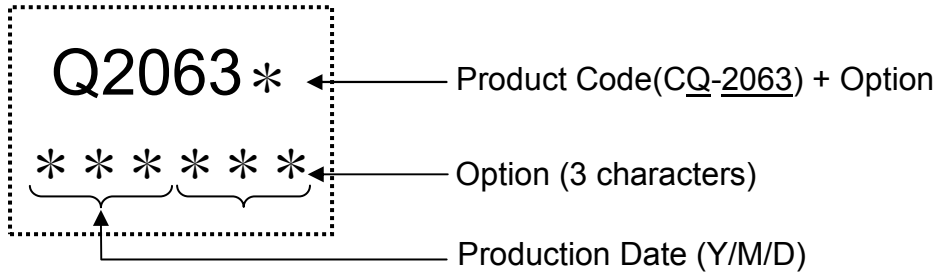 Q2063* Product Code(CQ-2063) + Option
****** Option (3 characters)
Production Date (Y/M/D)